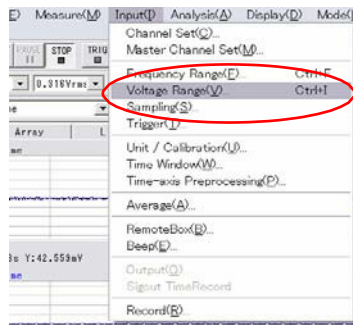 E) Measure(M) Input(I) Analysis(A) Display(D) Mode(
Channel Set(C)...
Master Channel Set(M)...
PAUSE STOP TRIG
Frequency Range(F)... Ctrl+F
0.316Vrms Voltage Range(V)... Ctrl+I
Sampling(S)...
Trigger(T)...
Array L
Unit / Calibration(U)...
Time Window(W)...
Time-axis Preprocessing(P)...
Average(A)...
RemoteBox(B)...
s Y:42.559mV Beep(E)...
Output(O)
Sigout TimeRecord
Record(R)...